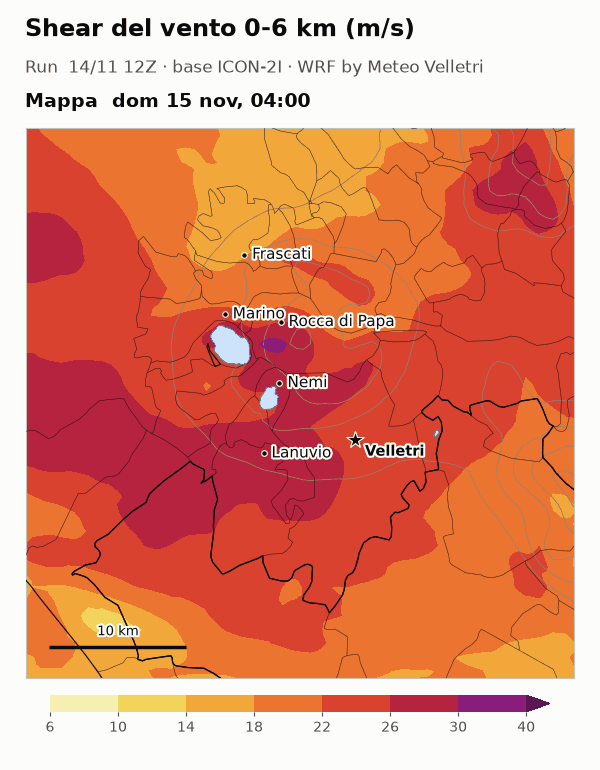 Shear del vento 0-6 km (m/s)
Run  14/11 12Z · base ICON-2I · WRF by Meteo Velletri
Mappa  dom 15 nov, 04:00
Frascati
Marino
Rocca di Papa
Nemi
Velletri
Lanuvio
10 km
6 10 14 18 22 26 30 40